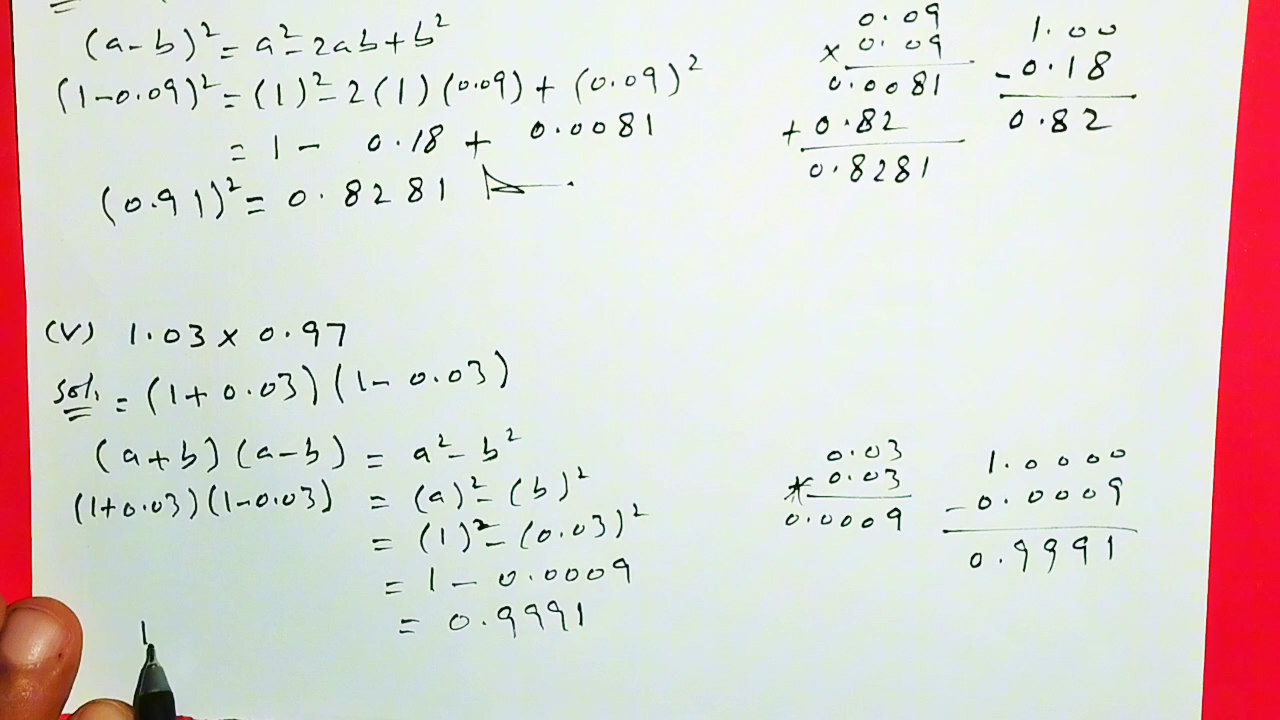 (a-b)² = a²-2ab+b²
(1-0.09)² = (1)²-2(1)(0.09)+(0.09)²
= 1- 0.18 + 0.0081
(0.91)² = 0.8281
0.09
× 0.09
0.0081
+ 0.82
0.8281
1.00
-0.18
0.82
(V) 1.03 x 0.97
Sol. = (1+0.03)(1-0.03)
(a+b)(a-b) = a²-b²
(1+0.03)(1-0.03) = (a)²-(b)²
= (1)²-(0.03)²
= 1-0.0009
= 0.9991
1
0.03
× 0.03
0.0009
1.0000
-0.0009
0.9991